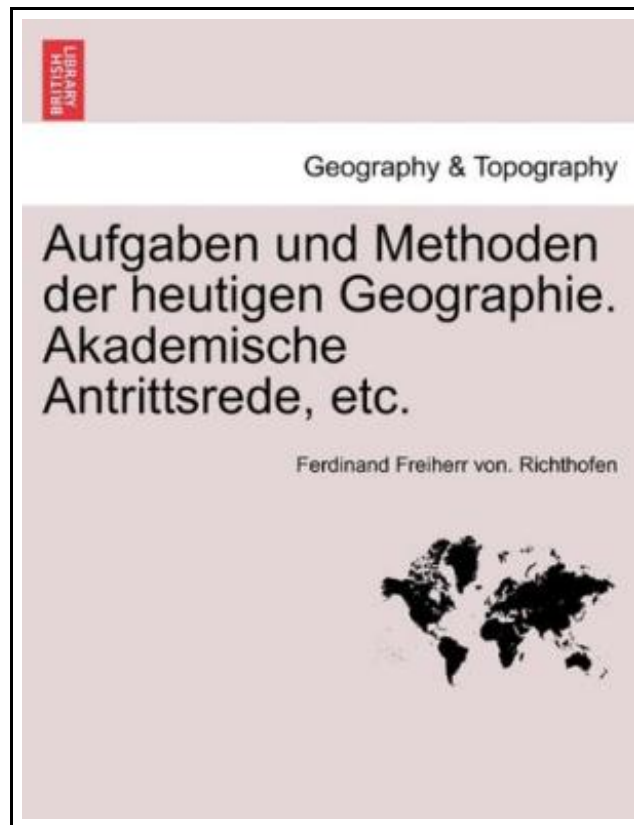 BRITISH
LIBRARY
Geography & Topography
Aufgaben und Methoden
der heutigen Geographie.
Akademische
Antrittsrede, etc.
Ferdinand Freiherr von. Richthofen